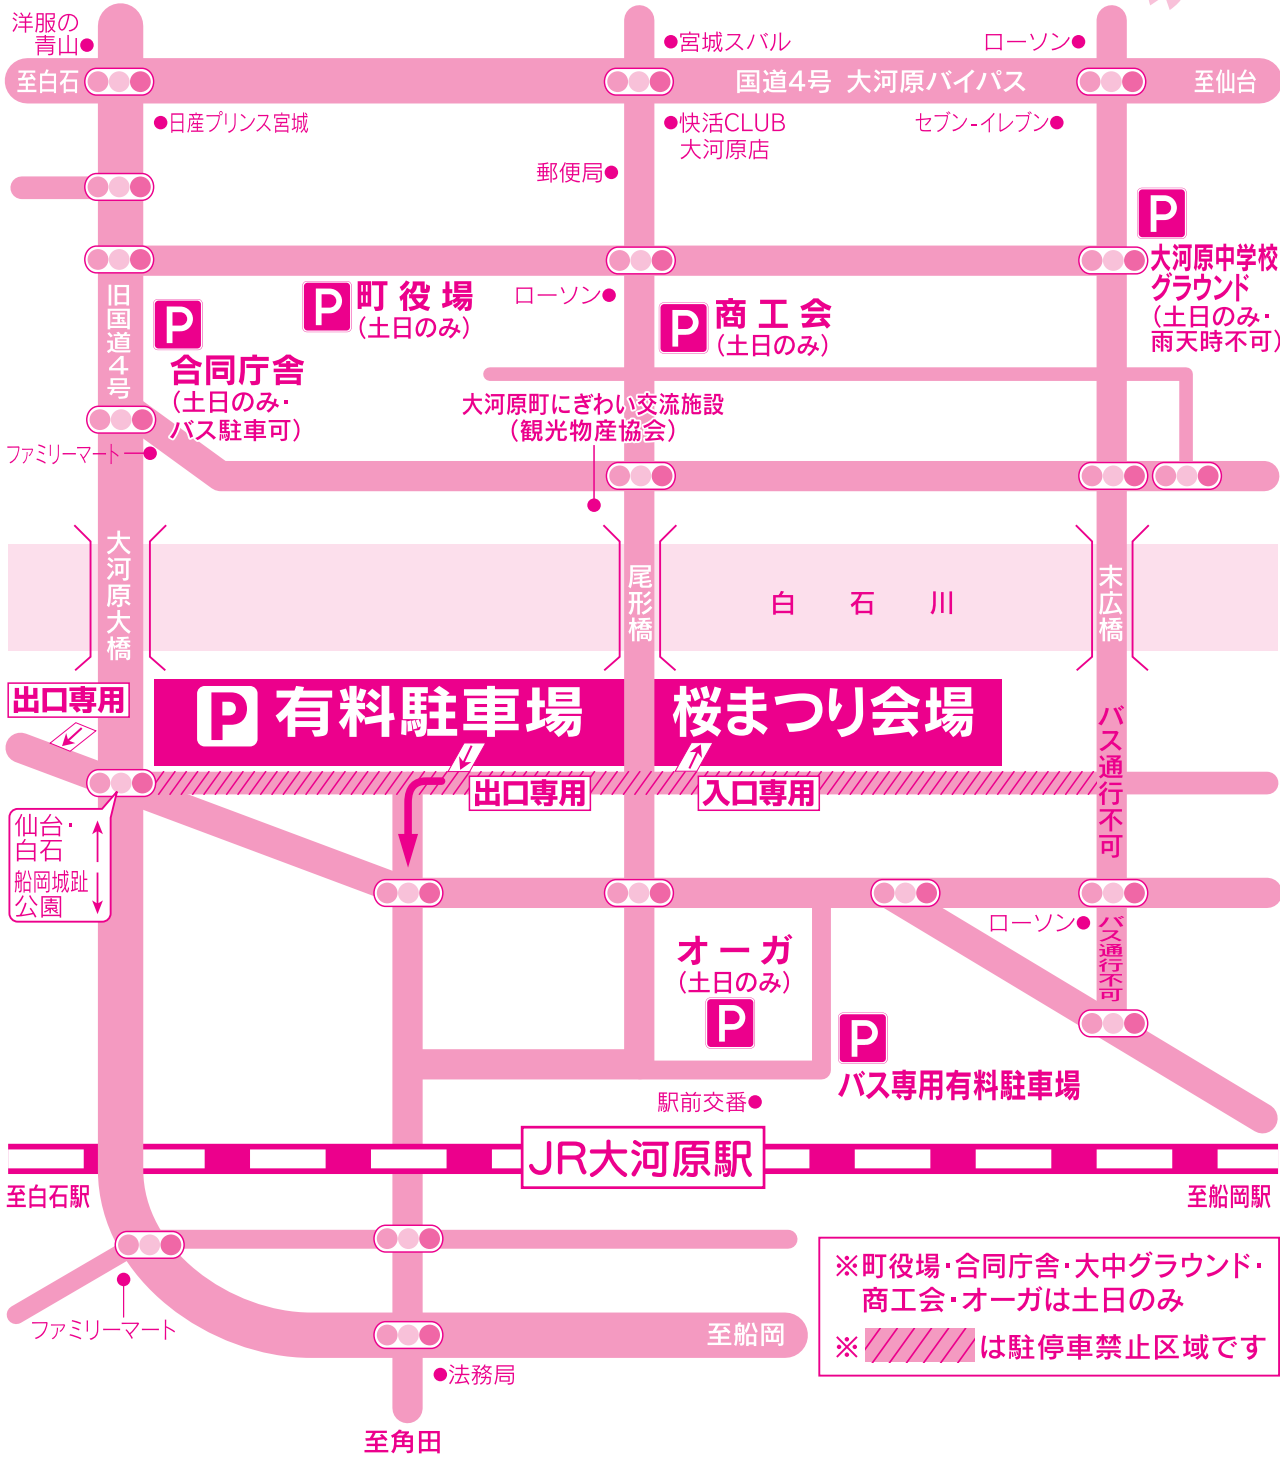 洋服の
青山
宮城スバル
ローソン
至白石
国道4号 大河原バイパス
至仙台
日産プリンス宮城
快活CLUB
大河原店
セブン-イレブン
郵便局
P
大河原中学校
グラウンド
(土日のみ・
雨天時不可)
旧国道4号
P
合同庁舎
(土日のみ・
バス駐車可)
P
町役場
(土日のみ)
ローソン
P
商工会
(土日のみ)
大河原町にぎわい交流施設
(観光物産協会)
ファミリーマート
大河原大橋
尾形橋
白石川
末広橋
出口専用
P 有料駐車場
桜まつり会場
バス通行不可
出口専用
入口専用
仙台・
白石
船岡城趾
公園
ローソン
バス通行不可
オーガ
(土日のみ)
P
P
バス専用有料駐車場
駅前交番
JR大河原駅
至白石駅
至船岡駅
ファミリーマート
至船岡
法務局
至角田
※町役場・合同庁舎・大中グラウンド・
商工会・オーガは土日のみ
※は駐停車禁止区域です